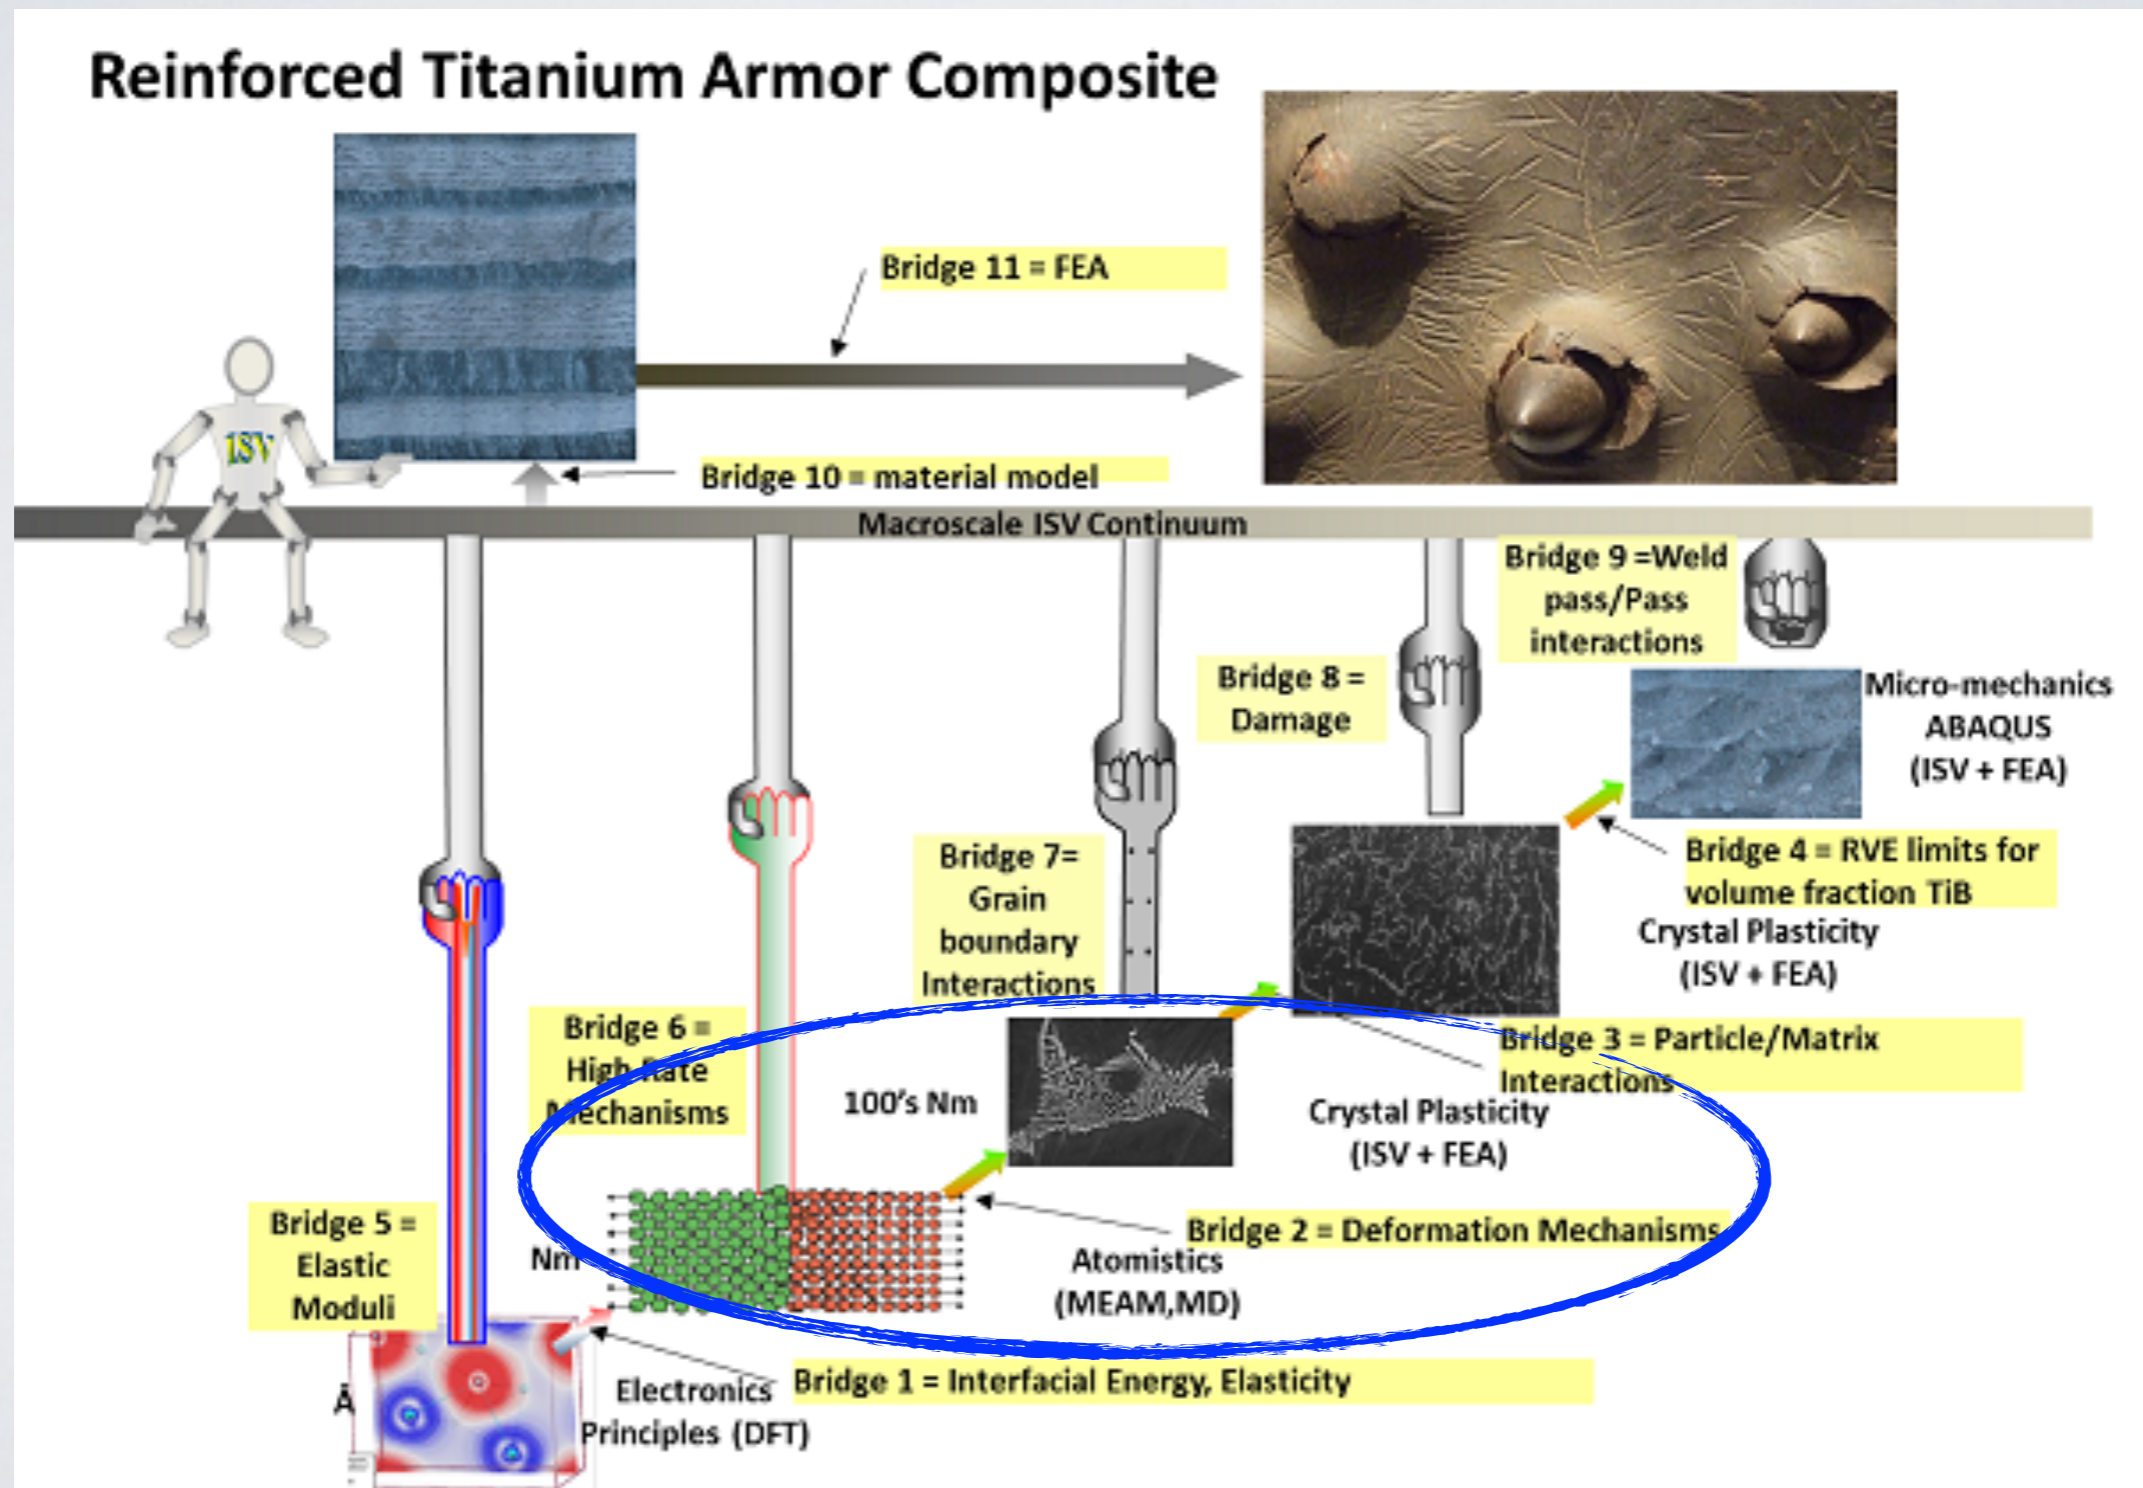 Reinforced Titanium Armor Composite
Bridge 11 = FEA
ISV
Bridge 10 = material model
Macroscale ISV Continuum
Bridge 9 =Weld
pass/Pass
interactions
Bridge 8 =
Damage
Micro-mechanics
ABAQUS
(ISV + FEA)
Bridge 7=
Grain
boundary
Interactions
Bridge 4 = RVE limits for
volume fraction TiB
Crystal Plasticity
(ISV + FEA)
Bridge 6 =
High Rate
Mechanisms
100's Nm
Bridge 3 = Particle/Matrix
Interactions
Crystal Plasticity
(ISV + FEA)
Bridge 5 =
Elastic
Moduli
Nm
Bridge 2 = Deformation Mechanisms
Atomistics
(MEAM,MD)
Bridge 1 = Interfacial Energy, Elasticity
Å
Electronics
Principles (DFT)